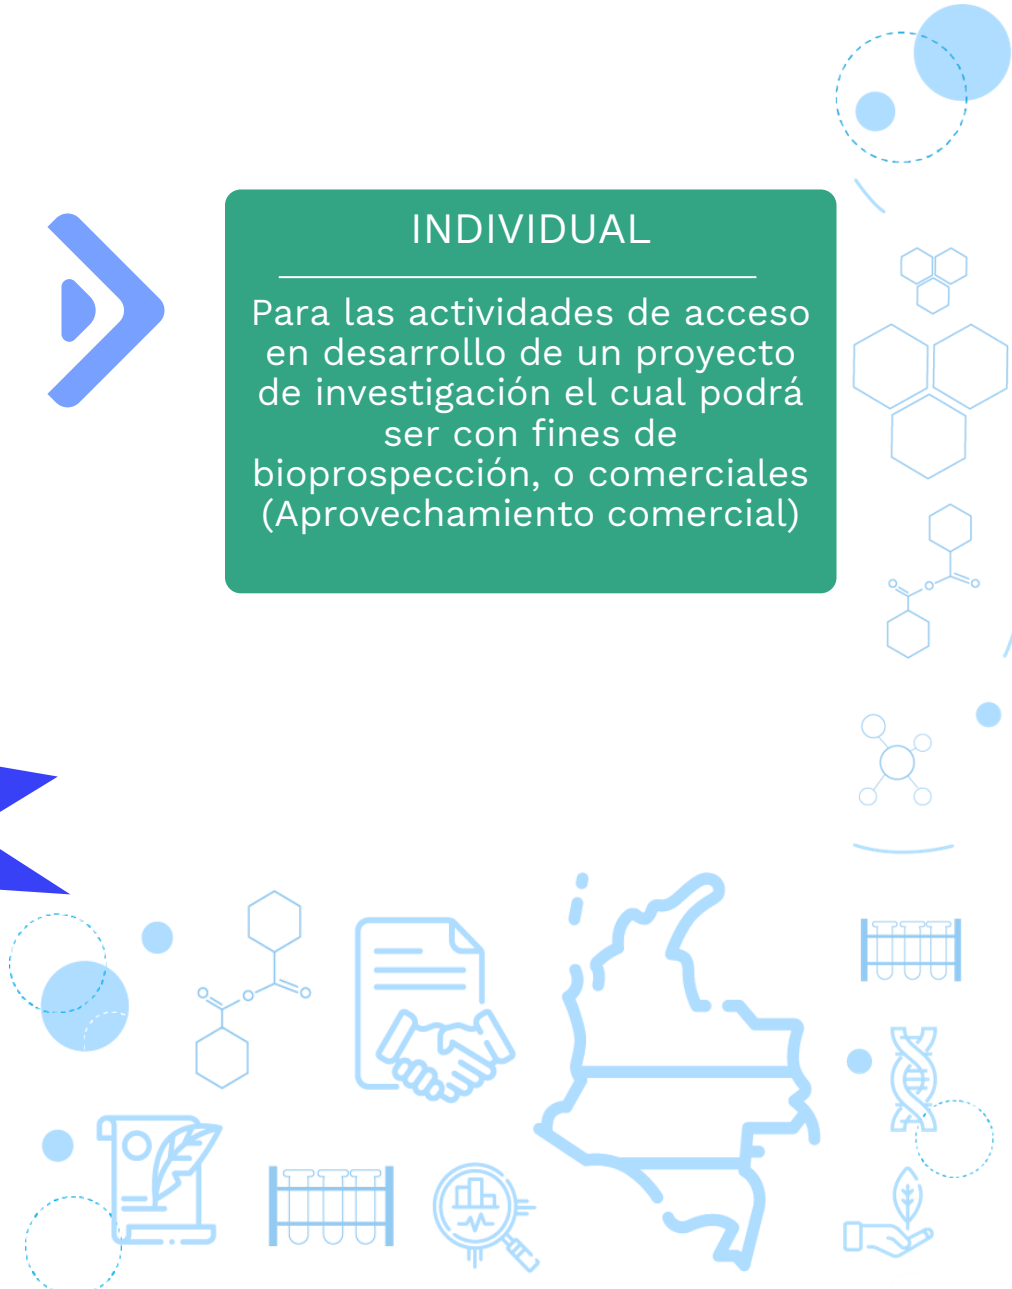 INDIVIDUAL
Para las actividades de acceso
en desarrollo de un proyecto
de investigación el cual podrá
ser con fines de
bioprospección, o comerciales
(Aprovechamiento comercial)